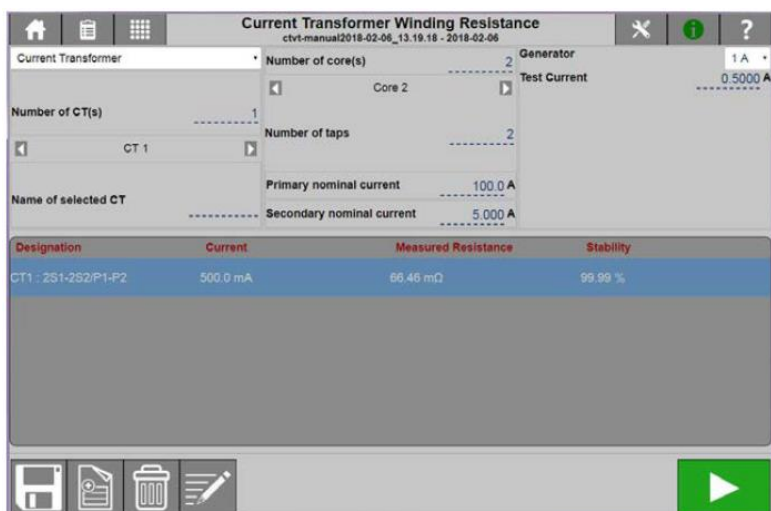 Current Transformer Winding Resistance
ctvt-manual2018-02-06_13.19.18 - 2018-02-06
?
Current Transformer
Number of CT(s) 1
CT 1
Name of selected CT
Number of core(s) 2
Core 2
Number of taps 2
Primary nominal current 100.0 A
Secondary nominal current 5.000 A
Generator 1 A
Test Current 0.5000 A
Designation Current Measured Resistance Stability
CT1 : 2S1-2S2/P1-P2 500.0 mA 66.46 mΩ 99.99 %